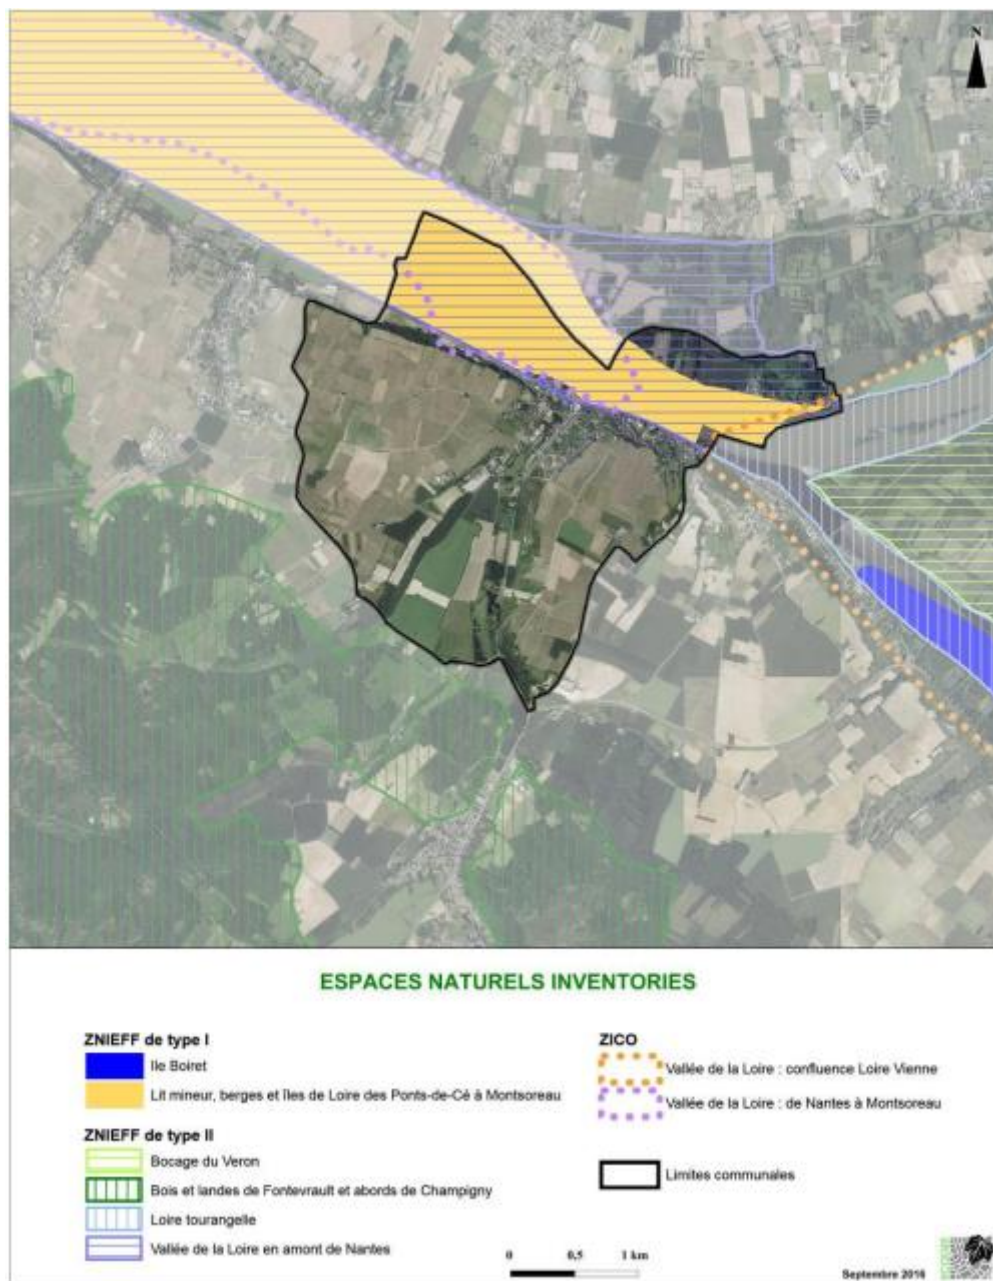 N
ESPACES NATURELS INVENTORIES
ZNIEFF de type I
Ile Boiret
Lit mineur, berges et îles de Loire des Ponts-de-Cé à Montsoreau
ZNIEFF de type II
Bocage du Veron
Bois et landes de Fontevrault et abords de Champigny
Loire tourangelle
Vallée de la Loire en amont de Nantes
ZICO
Vallée de la Loire : confluence Loire Vienne
Vallée de la Loire : de Nantes à Montsoreau
Limites communales
0 0,5 1 km
Septembre 2016